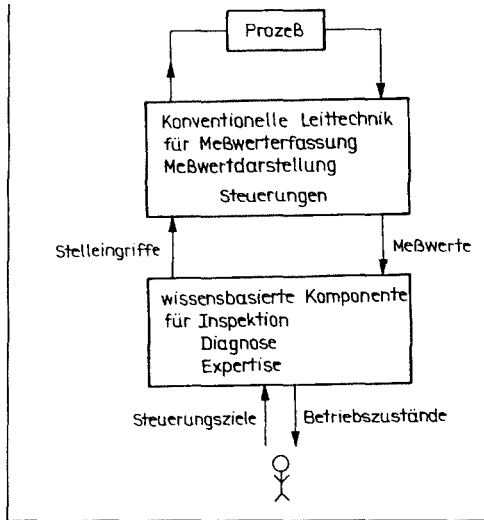 Prozeß
Konventionelle Leittechnik
für Meßwerterfassung
Meßwertdarstellung
Steuerungen
Stelleingriffe
Meßwerte
wissensbasierte Komponente
für Inspektion
Diagnose
Expertise
Steuerungsziele
Betriebszustände